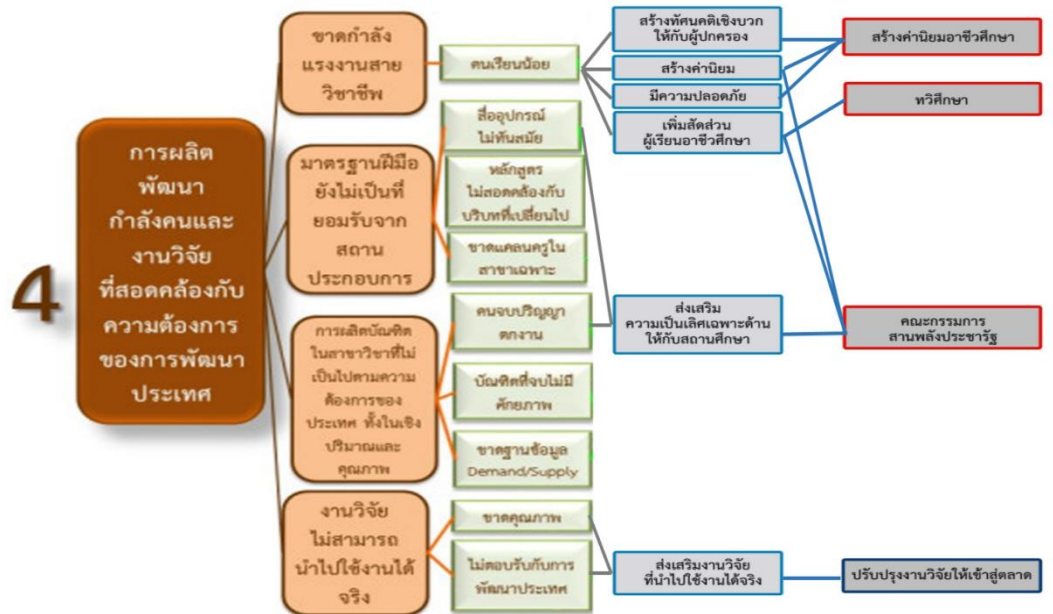 4
การผลิต
พัฒนา
กำลังคนและ
งานวิจัย
ที่สอดคล้องกับ
ความต้องการ
ของการพัฒนา
ประเทศ
ขาดกำลัง
แรงงานสาย
วิชาชีพ
มาตรฐานฝีมือ
ยังไม่เป็นที่
ยอมรับจาก
สถาน
ประกอบการ
การผลิตบัณฑิต
ในสาขาวิชาที่ไม่
เป็นไปตามความ
ต้องการของ
ประเทศ ทั้งในเชิง
ปริมาณและ
คุณภาพ
งานวิจัย
ไม่สามารถ
นำไปใช้งานได้
จริง
คนเรียนน้อย
สื่ออุปกรณ์
ไม่ทันสมัย
หลักสูตร
ไม่สอดคล้องกับ
บริบทที่เปลี่ยนไป
ขาดแคลนครูใน
สาขาเฉพาะ
คนจบปริญญา
ตกงาน
บัณฑิตที่จบไม่มี
ศักยภาพ
ขาดฐานข้อมูล
Demand/Supply
ขาดคุณภาพ
ไม่ตอบรับกับการ
พัฒนาประเทศ
สร้างทัศนคติเชิงบวก
ให้กับผู้ปกครอง
สร้างค่านิยม
มีความปลอดภัย
เพิ่มสัดส่วน
ผู้เรียนอาชีวศึกษา
ส่งเสริม
ความเป็นเลิศเฉพาะด้าน
ให้กับสถานศึกษา
ส่งเสริมงานวิจัย
ที่นำไปใช้งานได้จริง
สร้างค่านิยมอาชีวศึกษา
ทวิศึกษา
คณะกรรมการ
สานพลังประชารัฐ
ปรับปรุงงานวิจัยให้เข้าสู่ตลาด